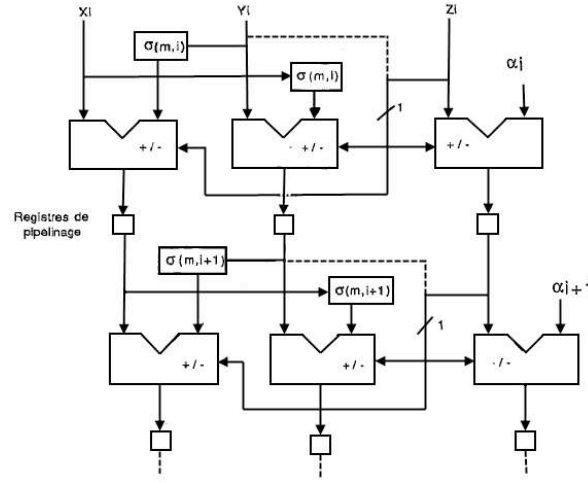 Xi Yi Zi
σ(m,i)
σ(m,i)
αi
1
+/-
- +/-
+/-
Registres de
pipelinage
σ(m,i+1)
σ(m,i+1)
αi+1
1
+/-
+/-
-/-